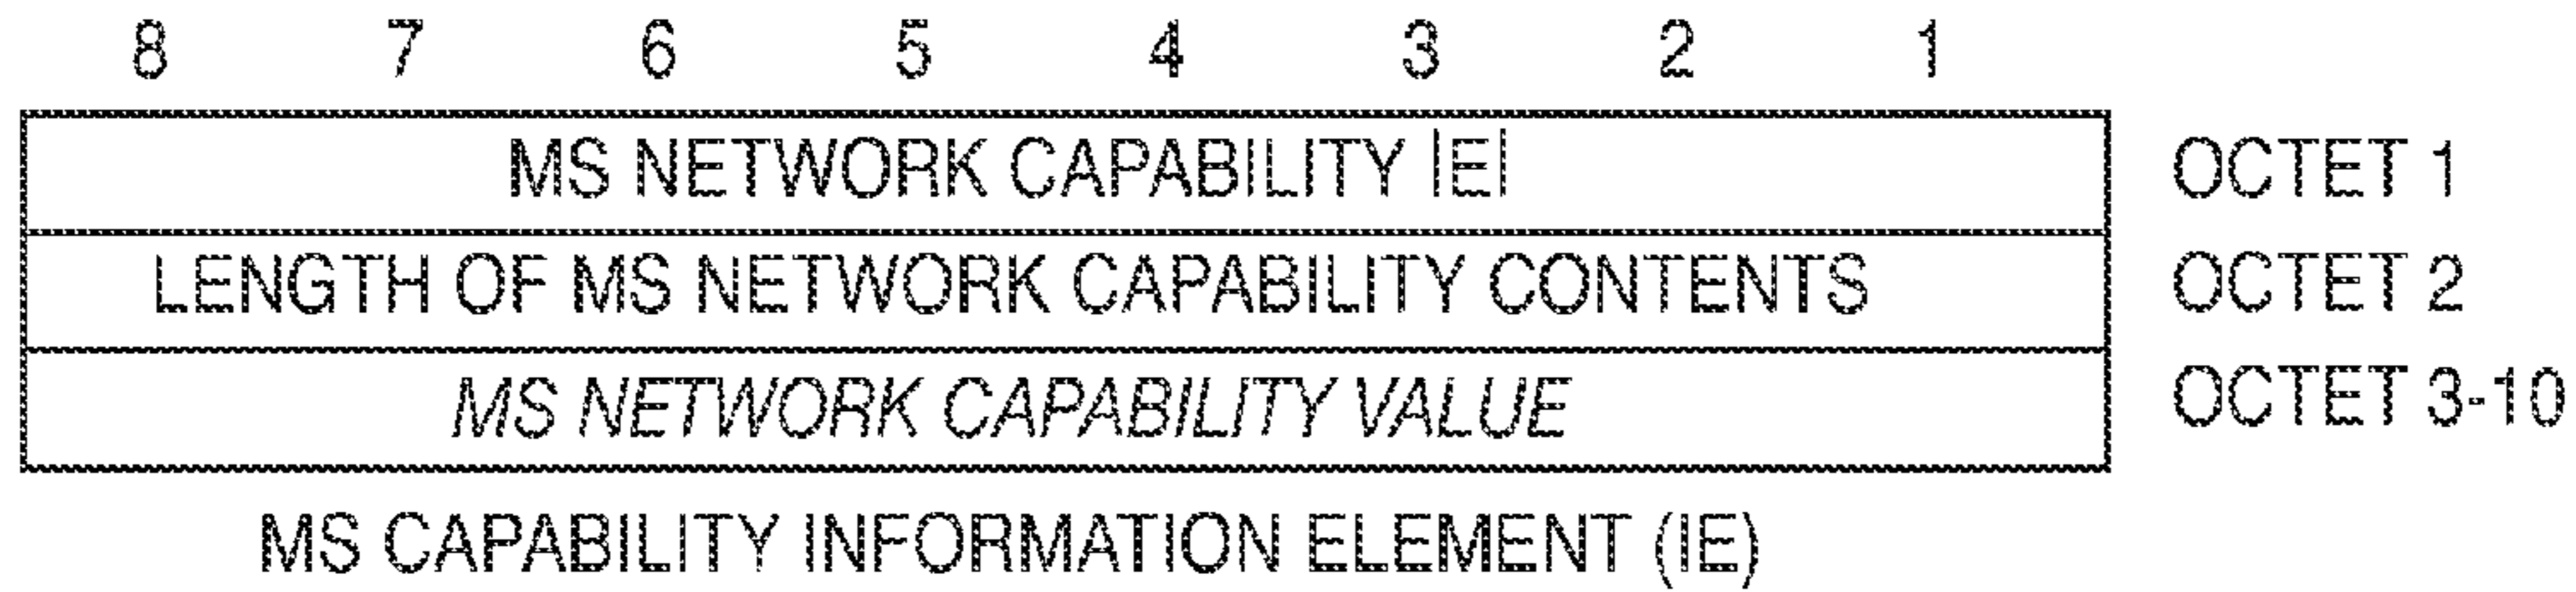 8 7 6 5 4 3 2 1
MS NETWORK CAPABILITY IEI OCTET 1
LENGTH OF MS NETWORK CAPABILITY CONTENTS OCTET 2
MS NETWORK CAPABILITY VALUE OCTET 3-10
MS CAPABILITY INFORMATION ELEMENT (IE)